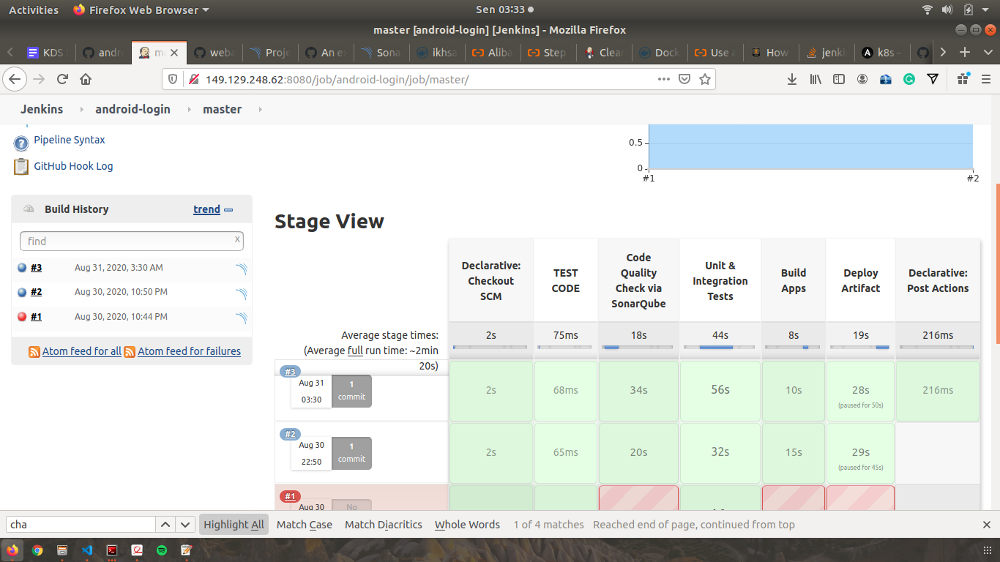 Activities Firefox Web Browser Sen 03:33
master [android-login] [Jenkins] - Mozilla Firefox
KDS andr ma weba Proje An ex Sona ikhsa Aliba Step Clean Dock Use a How jenki k8s
149.129.248.62:8080/job/android-login/job/master/
Jenkins android-login master
Pipeline Syntax
GitHub Hook Log
0.5
0
#1 #2
Build History trend
find x
#3 Aug 31, 2020, 3:30 AM
#2 Aug 30, 2020, 10:50 PM
#1 Aug 30, 2020, 10:44 PM
Atom feed for all Atom feed for failures
Stage View
Declarative:
Checkout
SCM
TEST
CODE
Code
Quality
Check via
SonarQube
Unit &
Integration
Tests
Build
Apps
Deploy
Artifact
Declarative:
Post Actions
Average stage times:
(Average full run time: ~2min
20s)
2s 75ms 18s 44s 8s 19s 216ms
#3
Aug 31
03:30
1
commit
2s 68ms 34s 56s 10s 28s 216ms
(paused for 50s)
#2
Aug 30
22:50
1
commit
2s 65ms 20s 32s 15s 29s
(paused for 45s)
#1
Aug 30
No
cha Highlight All Match Case Match Diacritics Whole Words 1 of 4 matches Reached end of page, continued from top